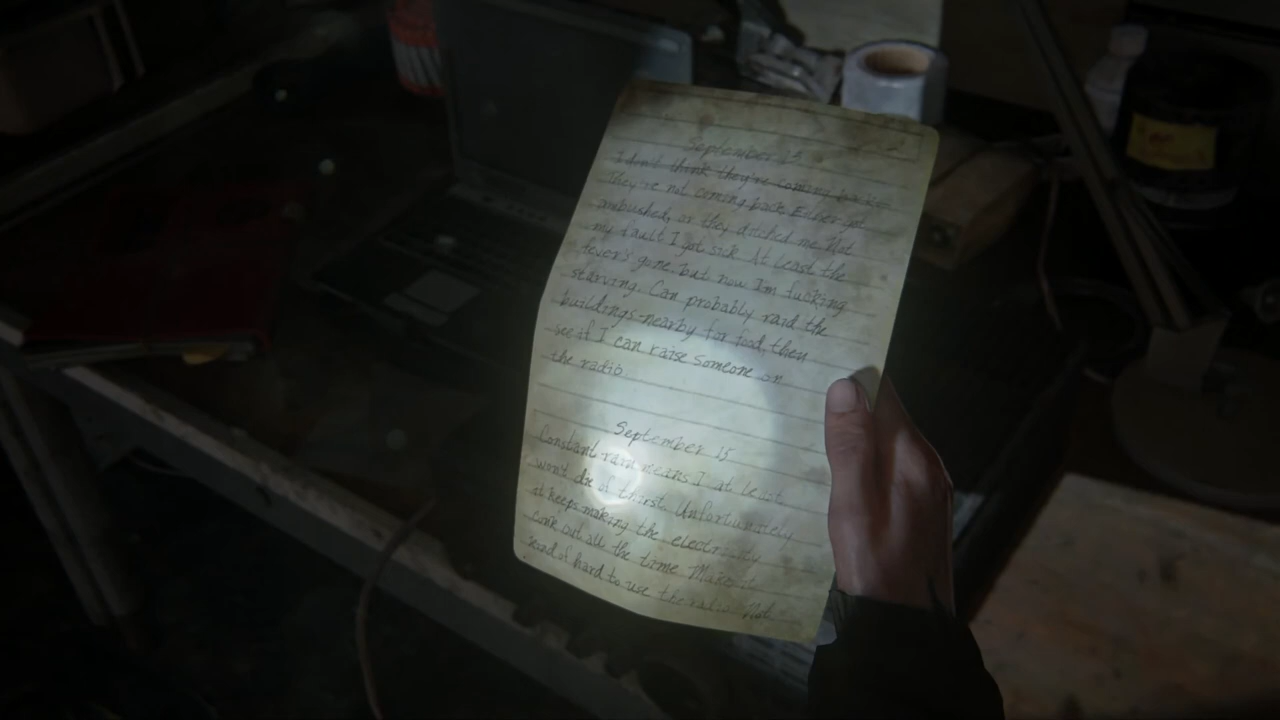 September 15
I don't think they're coming back
They're not coming back Either got
ambushed, or they ditched me Not
my fault I got sick At least the
fever's gone, but now I'm fucking
starving. Can probably raid the
buildings nearby for food, then
see if I can raise someone on
the radio
September 15
Constant rain means I at least
won't die of thirst. Unfortunately
it keeps making the electricity
conk out all the time Makes it
kind of hard to use the radio. Not